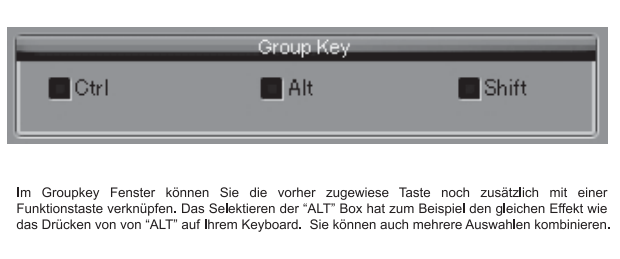 Group Key
Ctrl Alt Shift
Im Groupkey Fenster können Sie die vorher zugewiese Taste noch zusätzlich mit einer
Funktionstaste verknüpfen. Das Selektieren der “ALT” Box hat zum Beispiel den gleichen Effekt wie
das Drücken von von “ALT” auf Ihrem Keyboard. Sie können auch mehrere Auswahlen kombinieren.